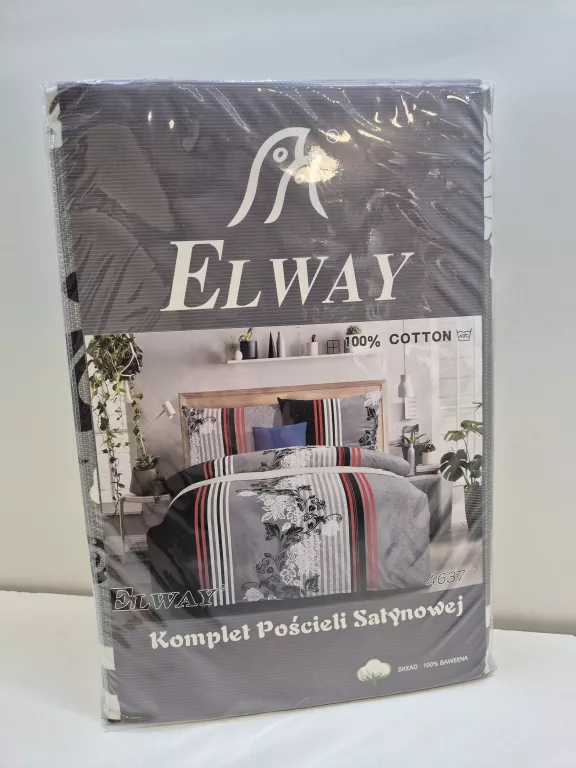 ®
ELWAY
100% COTTON
ELWAY®
4637
Komplet Pościeli Satynowej
SKŁAD - 100% BAWEŁNA